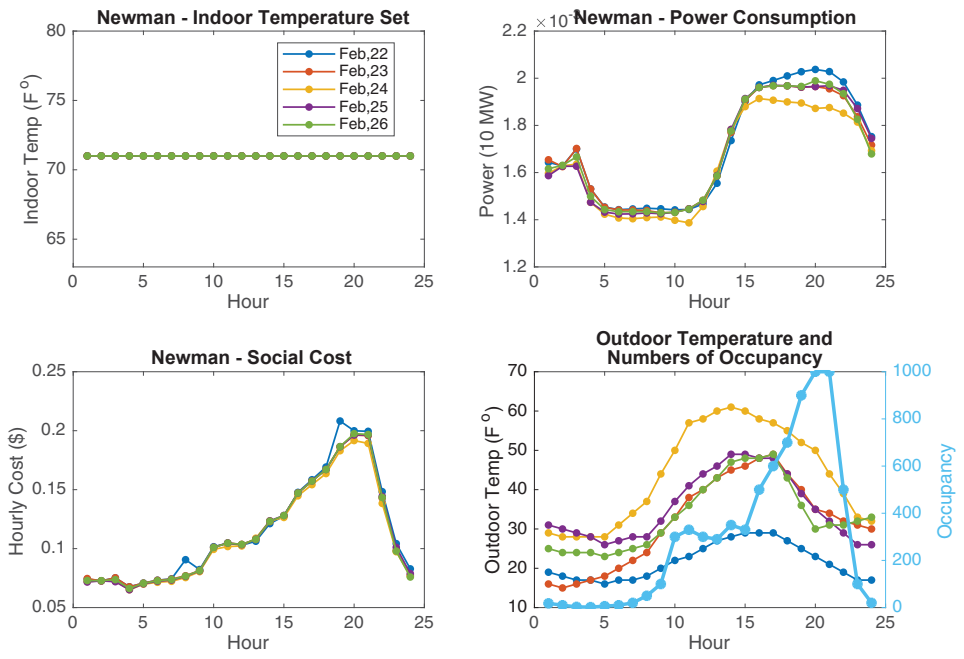 Newman - Indoor Temperature Set
80
75
70
65
Indoor Temp (F o)
0 5 10 15 20 25
Hour
Feb,22
Feb,23
Feb,24
Feb,25
Feb,26
Newman - Power Consumption
2.2
2
1.8
1.6
1.4
1.2
Power (10 MW)
0 5 10 15 20 25
Hour
Newman - Social Cost
0.25
0.2
0.15
0.1
0.05
Hourly Cost ($)
0 5 10 15 20 25
Hour
Outdoor Temperature and
Numbers of Occupancy
70
60
50
40
30
20
10
Outdoor Temp (F o)
1000
800
600
400
200
0
Occupancy
0 5 10 15 20 25
Hour